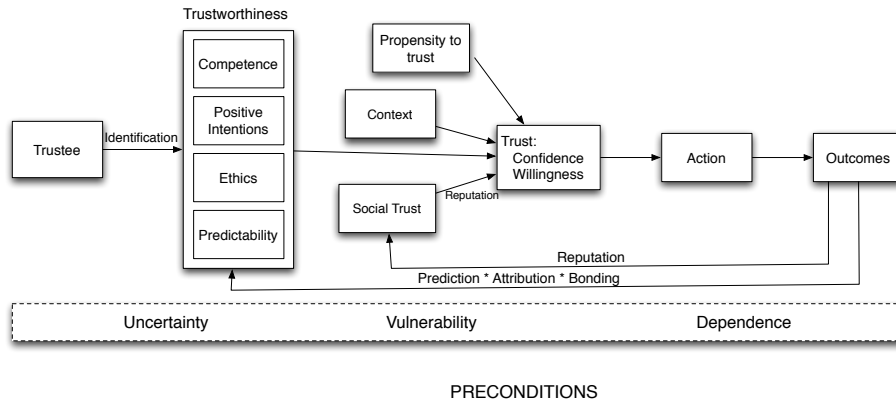 Trustworthiness
Competence
Positive
Intentions
Ethics
Predictability
Trustee
Identification
Propensity to
trust
Context
Social Trust
Reputation
Trust:
Confidence
Willingness
Action
Outcomes
Reputation
Prediction * Attribution * Bonding
Uncertainty
Vulnerability
Dependence
PRECONDITIONS